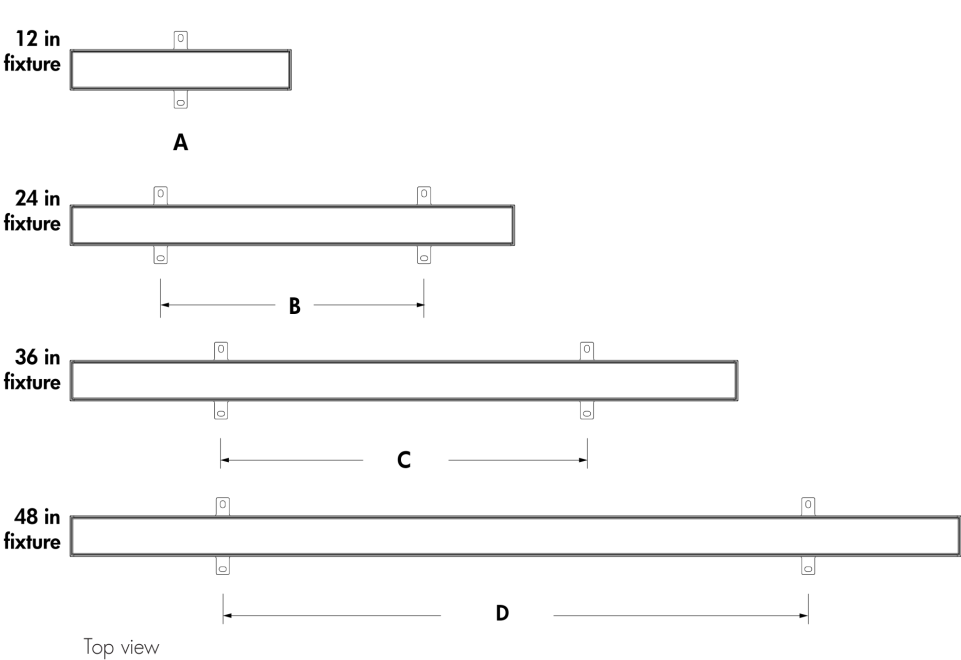 12 in
fixture
A
24 in
fixture
B
36 in
fixture
C
48 in
fixture
D
Top view